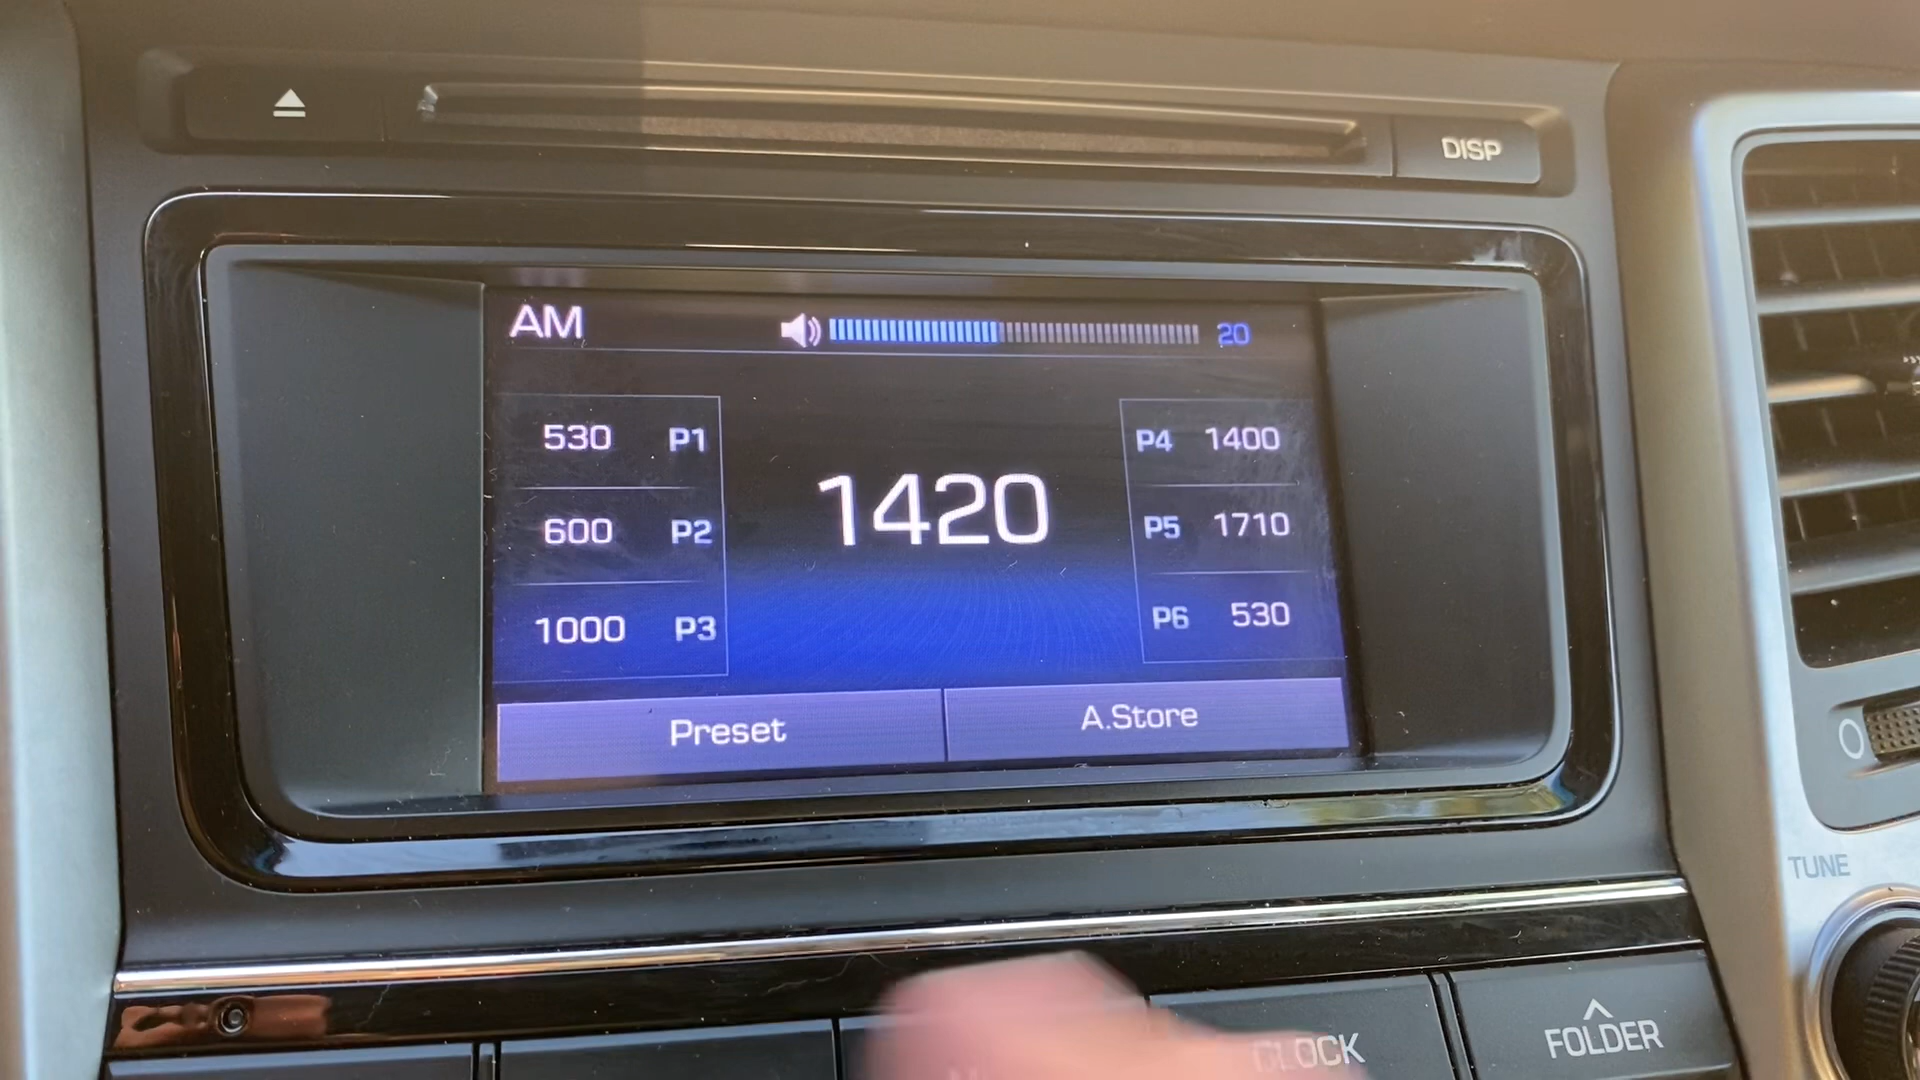 DISP
AM 20
530 P1
600 P2
1000 P3
1420
P4 1400
P5 1710
P6 530
Preset
A.Store
TUNE
CLOCK
FOLDER